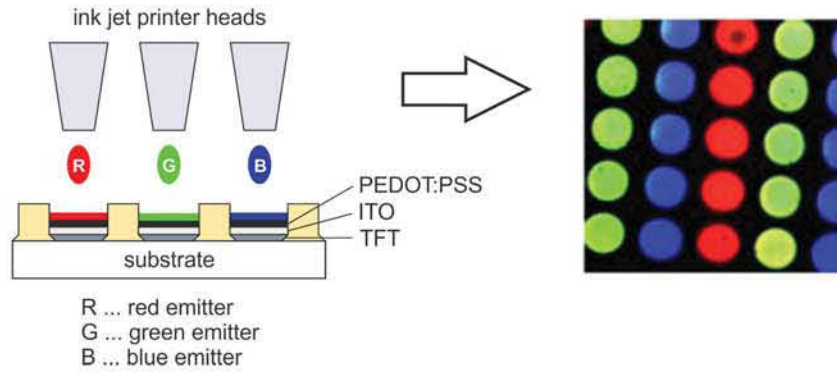 ink jet printer heads
R
G
B
PEDOT:PSS
ITO
TFT
substrate
R ... red emitter
G ... green emitter
B ... blue emitter